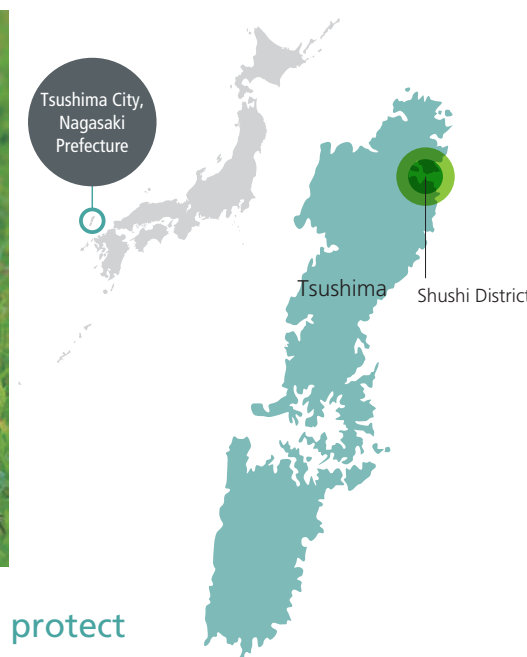 Tsushima City,
Nagasaki
Prefecture
Tsushima
Shushi District
protect